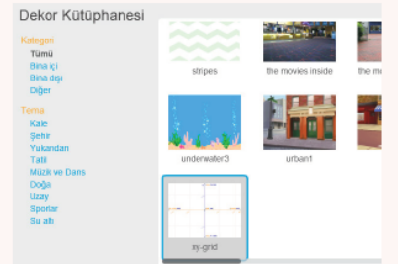 Dekor Kütüphanesi
Kategori
Tümü
Bina içi
Bina dışı
Diğer
Tema
Kale
Şehir
Yukarıdan
Tatil
Müzik ve Dans
Doğa
Uzay
Sporlar
Su altı
stripes
the movies inside
the m
underwater3
urban1
xy-grid